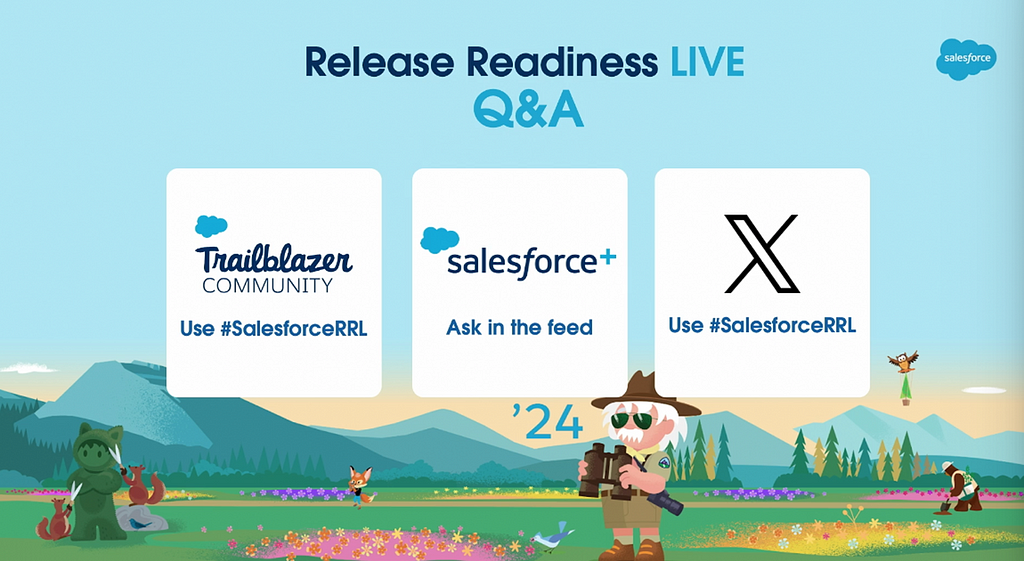 Release Readiness LIVE
Q&A
salesforce
Trailblazer
COMMUNITY
Use #SalesforceRRL
salesforce+
Ask in the feed
X
Use #SalesforceRRL
’24